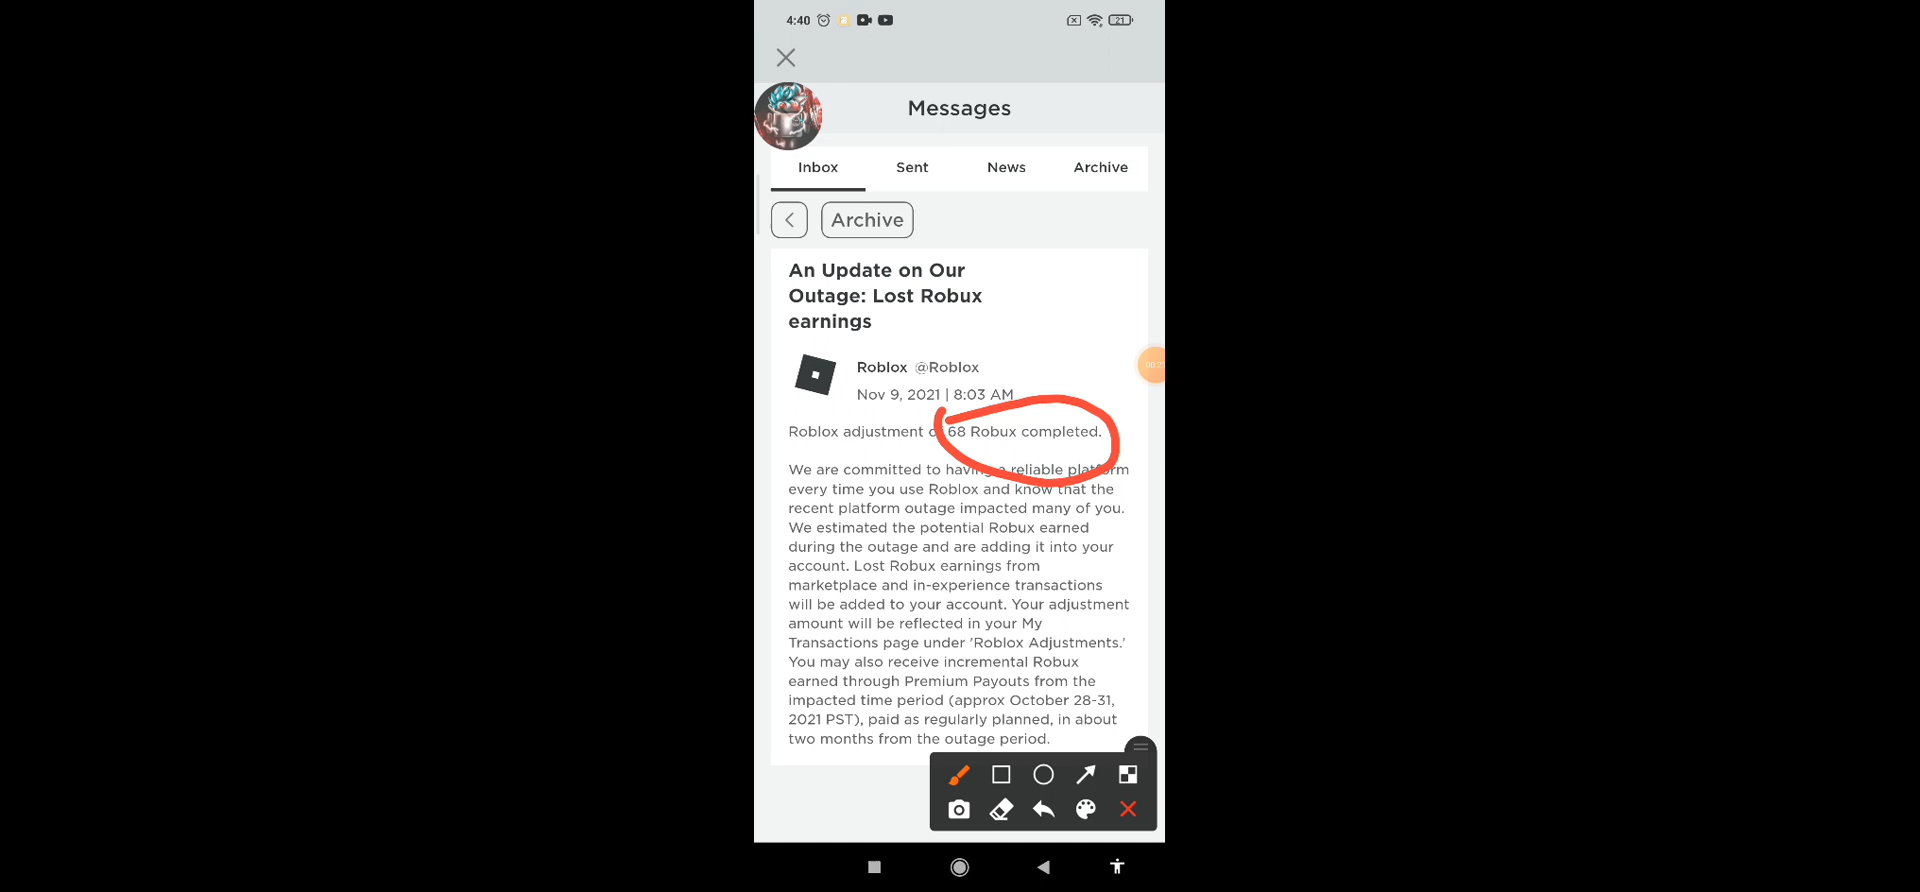 4:40
21
Messages
Inbox Sent News Archive
Archive
An Update on Our
Outage: Lost Robux
earnings
Roblox @Roblox
Nov 9, 2021 | 8:03 AM
Roblox adjustment of 68 Robux completed.
We are committed to having a reliable platform
every time you use Roblox and know that the
recent platform outage impacted many of you.
We estimated the potential Robux earned
during the outage and are adding it into your
account. Lost Robux earnings from
marketplace and in-experience transactions
will be added to your account. Your adjustment
amount will be reflected in your My
Transactions page under 'Roblox Adjustments.'
You may also receive incremental Robux
earned through Premium Payouts from the
impacted time period (approx October 28-31,
2021 PST), paid as regularly planned, in about
two months from the outage period.